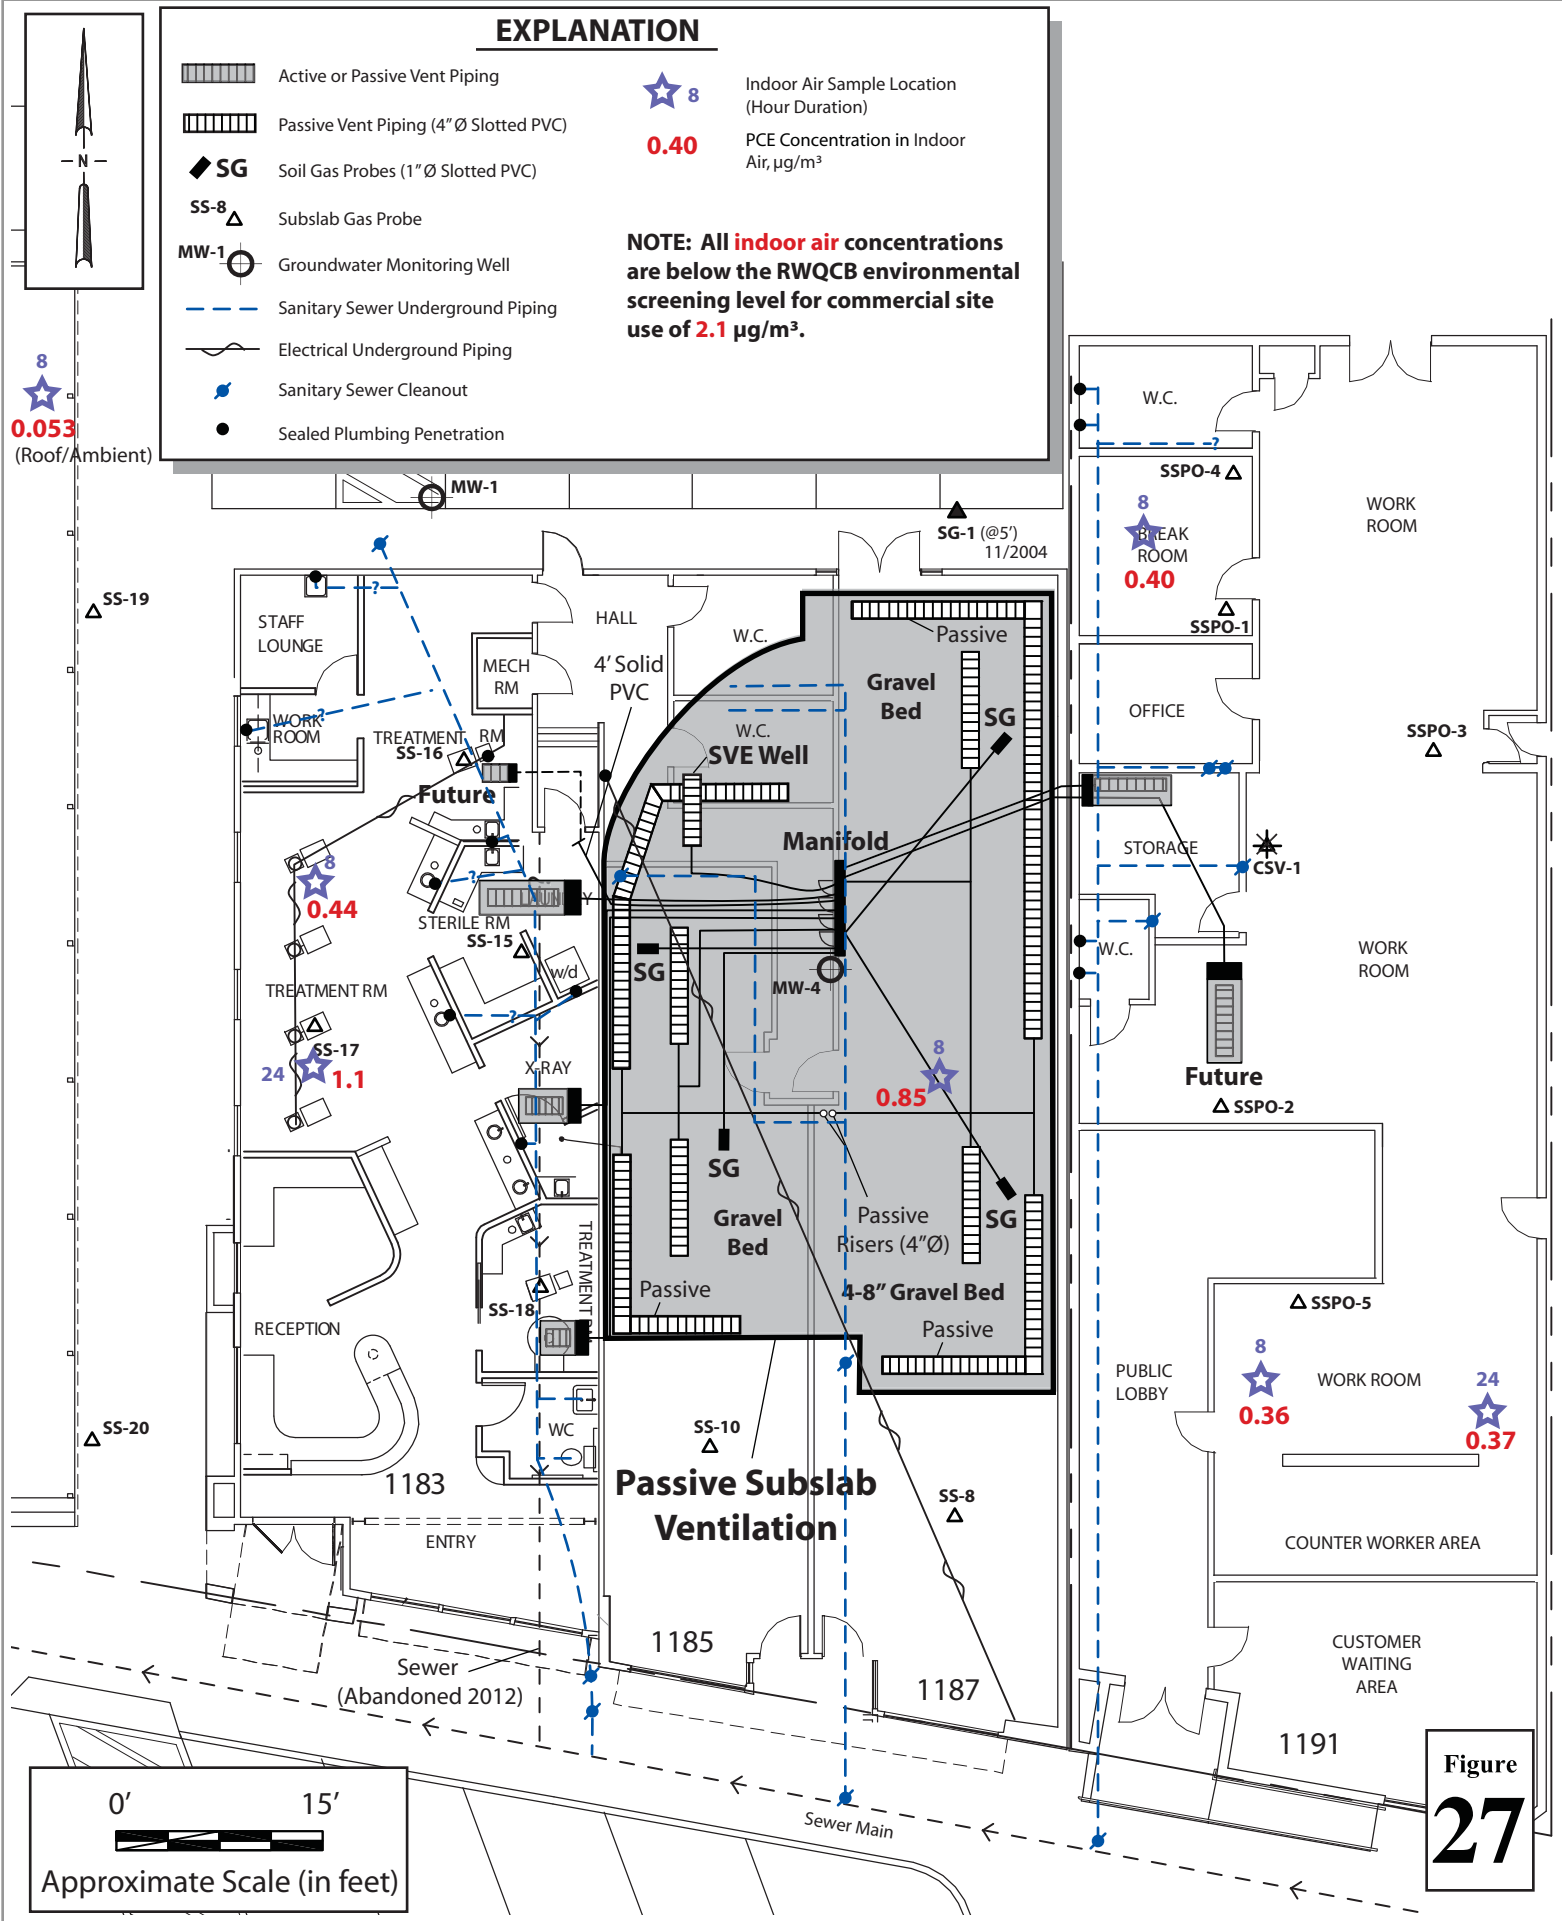 EXPLANATION
Active or Passive Vent Piping
Passive Vent Piping (4” Ø Slotted PVC)
SG
Soil Gas Probes (1” Ø Slotted PVC)
SS-8
Subslab Gas Probe
MW-1
Groundwater Monitoring Well
Sanitary Sewer Underground Piping
Electrical Underground Piping
Sanitary Sewer Cleanout
Sealed Plumbing Penetration
8
Indoor Air Sample Location
(Hour Duration)
0.40
PCE Concentration in Indoor
Air, µg/m³
NOTE: All indoor air concentrations
are below the RWQCB environmental
screening level for commercial site
use of 2.1 µg/m³.
N
8
0.053
(Roof/Ambient)
MW-1
SG-1 (@5’)
11/2004
W.C.
?
SSPO-4
8
BREAK
ROOM
0.40
SSPO-1
WORK
ROOM
OFFICE
SSPO-3
SS-19
STAFF
LOUNGE
?
HALL
W.C.
MECH
RM
4’ Solid
PVC
Passive
Gravel
Bed
SG
WORK
ROOM
?
TREATMENT RM
SS-16
Future
W.C.
SVE Well
Manifold
STORAGE
CSV-1
8
0.44
?
LAUNDRY
STERILE RM
SS-15
w/d
SG
MW-4
W.C.
WORK
ROOM
TREATMENT RM
?
SS-17
24
1.1
X-RAY
8
0.85
Future
SSPO-2
SG
Gravel
Bed
Passive
Risers (4”Ø)
SG
TREATMENT RM
SS-18
Passive
4-8” Gravel Bed
Passive
SSPO-5
RECEPTION
PUBLIC
LOBBY
8
0.36
WORK ROOM
24
0.37
SS-20
WC
SS-10
1183
Passive Subslab
Ventilation
SS-8
ENTRY
COUNTER WORKER AREA
1185
Sewer
(Abandoned 2012)
1187
CUSTOMER
WAITING
AREA
1191
Sewer Main
0’ 15’
Approximate Scale (in feet)
Figure
27